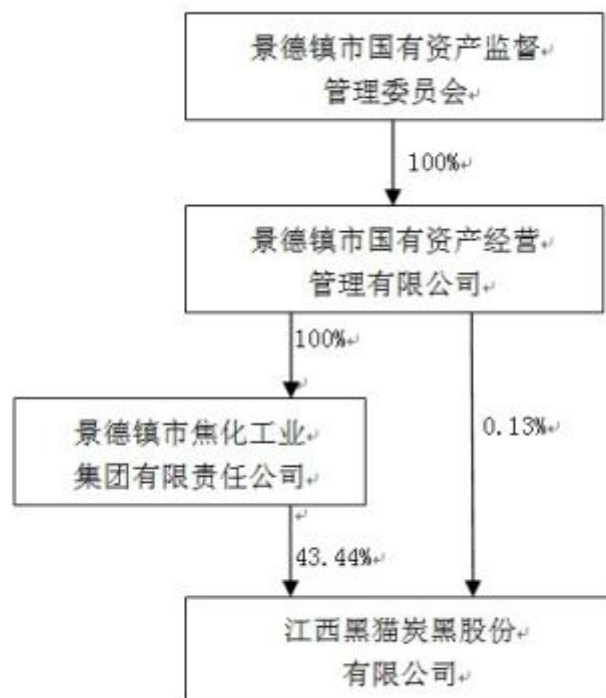 景德镇市国有资产监督
管理委员会
100%
景德镇市国有资产经营
管理有限公司
100%
0.13%
景德镇市焦化工业
集团有限责任公司
43.44%
江西黑猫炭黑股份
有限公司